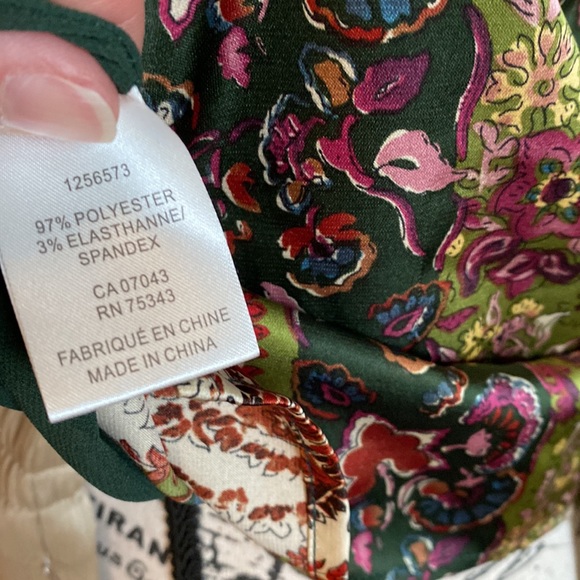 1256573
97% POLYESTER
3% ELASTHANNE/
SPANDEX
CA 07043
RN 75343
FABRIQUÉ EN CHINE
MADE IN CHINA